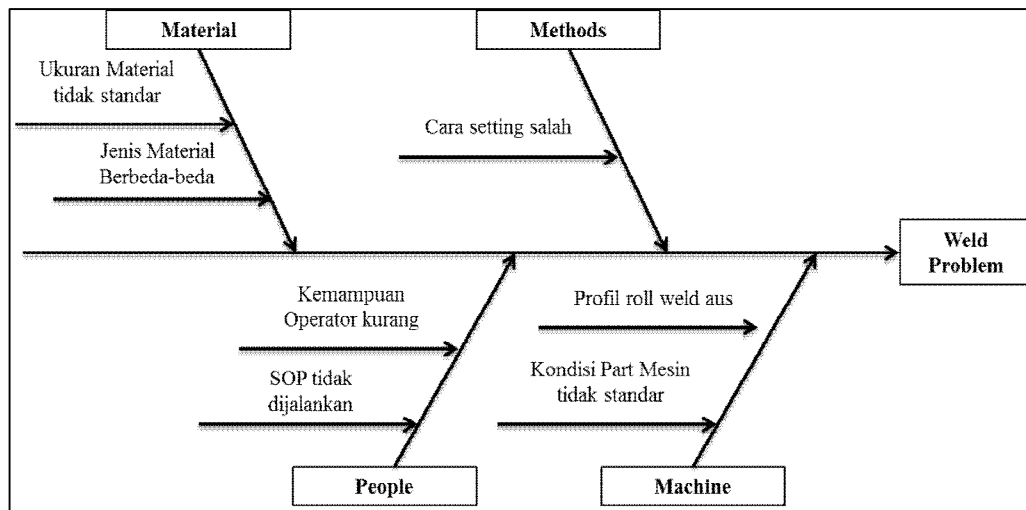 Material
Methods
Ukuran Material
tidak standar
Cara setting salah
Jenis Material
Berbeda-beda
Weld
Problem
Kemampuan
Operator kurang
Profil roll weld aus
SOP tidak
dijalankan
Kondisi Part Mesin
tidak standar
People
Machine